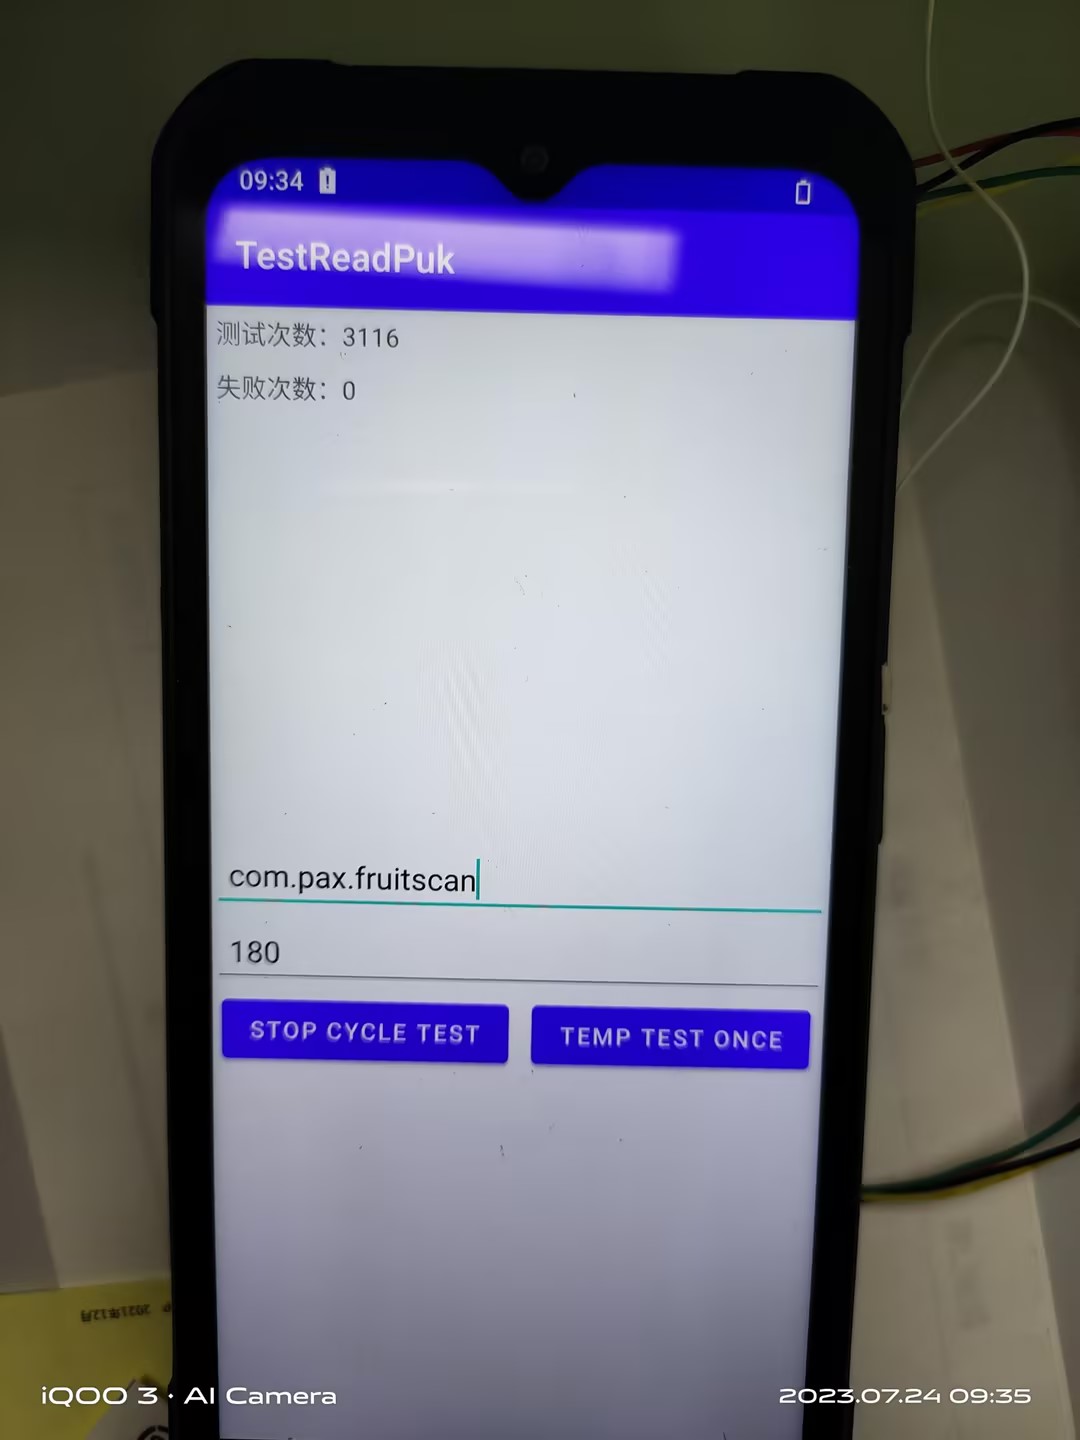 09:34
TestReadPuk
测试次数：3116
失败次数：0
com.pax.fruitscan
180
STOP CYCLE TEST
TEMP TEST ONCE
2021年12月
iQOO 3 · AI Camera
2023.07.24 09:35